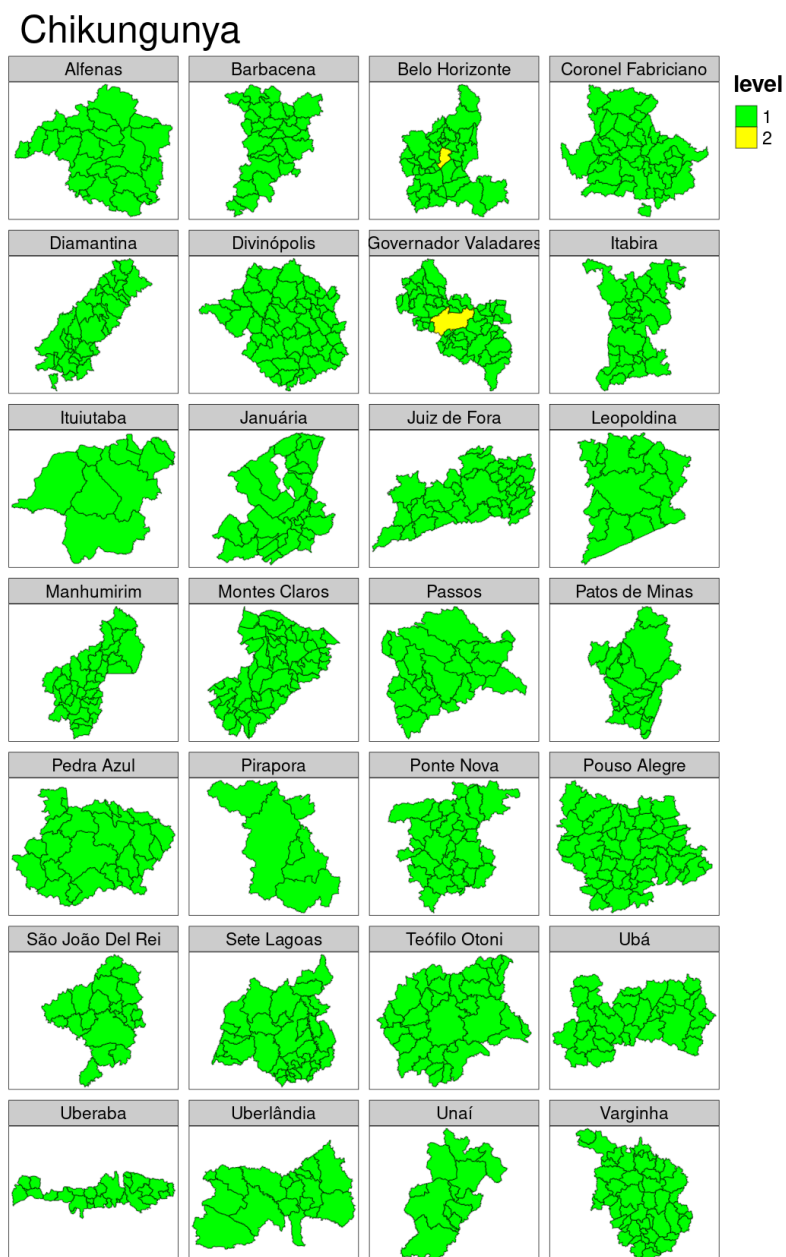 Chikungunya
Alfenas
Barbacena
Belo Horizonte
Coronel Fabriciano
level
1
2
Diamantina
Divinópolis
Governador Valadares
Itabira
Ituiutaba
Januária
Juiz de Fora
Leopoldina
Manhumirim
Montes Claros
Passos
Patos de Minas
Pedra Azul
Pirapora
Ponte Nova
Pouso Alegre
São João Del Rei
Sete Lagoas
Teófilo Otoni
Ubá
Uberaba
Uberlândia
Unaí
Varginha